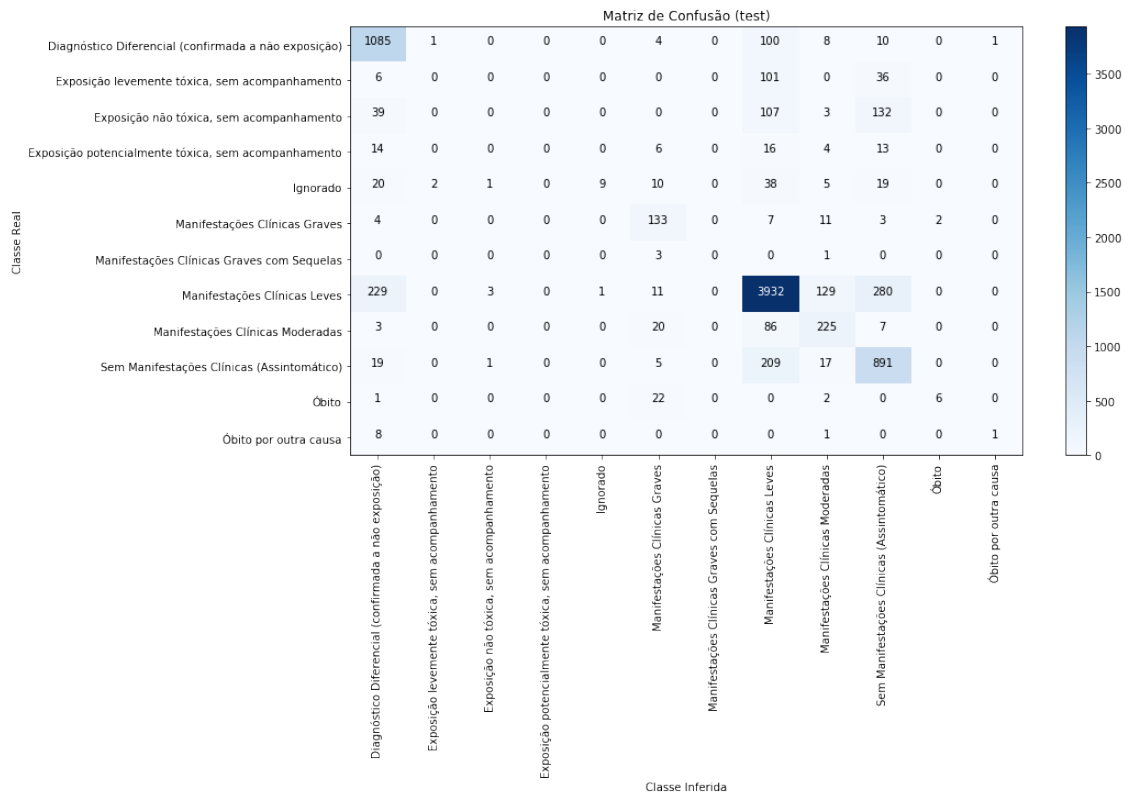 Matriz de Confusão (test)
Diagnóstico Diferencial (confirmada a não exposição) 1085 1 0 0 0 4 0 100 8 10 0 1
Exposição levemente tóxica, sem acompanhamento 6 0 0 0 0 0 0 101 0 36 0 0
Exposição não tóxica, sem acompanhamento 39 0 0 0 0 0 0 107 3 132 0 0
Exposição potencialmente tóxica, sem acompanhamento 14 0 0 0 0 6 0 16 4 13 0 0
Ignorado 20 2 1 0 9 10 0 38 5 19 0 0
Manifestações Clínicas Graves 4 0 0 0 0 133 0 7 11 3 2 0
Manifestações Clínicas Graves com Sequelas 0 0 0 0 0 3 0 0 1 0 0 0
Manifestações Clínicas Leves 229 0 3 0 1 11 0 3932 129 280 0 0
Manifestações Clínicas Moderadas 3 0 0 0 0 20 0 86 225 7 0 0
Sem Manifestações Clínicas (Assintomático) 19 0 1 0 0 5 0 209 17 891 0 0
Óbito 1 0 0 0 0 22 0 0 2 0 6 0
Óbito por outra causa 8 0 0 0 0 0 0 0 1 0 0 1
Classe Real
Diagnóstico Diferencial (confirmada a não exposição)
Exposição levemente tóxica, sem acompanhamento
Exposição não tóxica, sem acompanhamento
Exposição potencialmente tóxica, sem acompanhamento
Ignorado
Manifestações Clínicas Graves
Manifestações Clínicas Graves com Sequelas
Manifestações Clínicas Leves
Manifestações Clínicas Moderadas
Sem Manifestações Clínicas (Assintomático)
Óbito
Óbito por outra causa
Classe Inferida
3500
3000
2500
2000
1500
1000
500
0